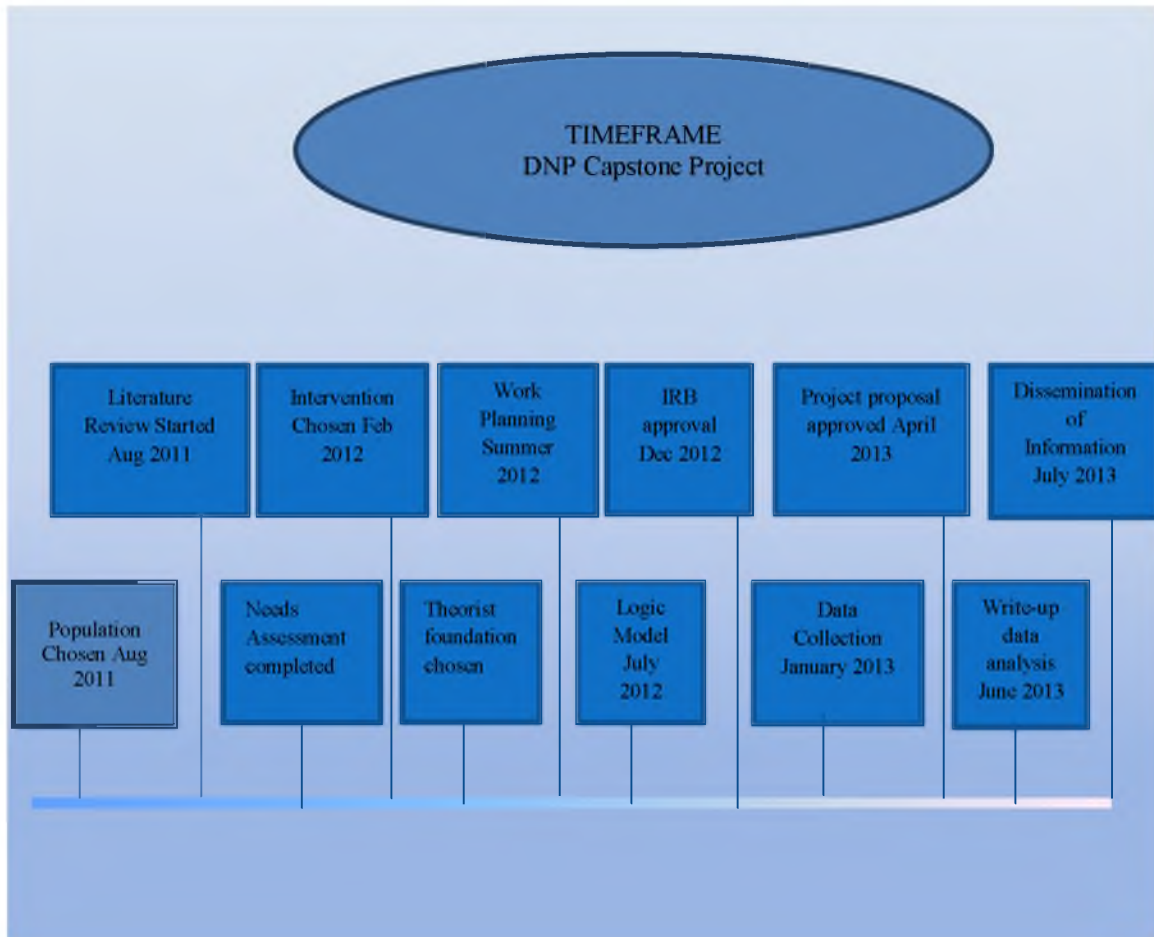 TIMEFRAME
DNP Capstone Project
Literature
Review Started
Aug 2011
Intervention
Chosen Feb
2012
Work
Planning
Summer
2012
IRB
approval
Dec 2012
Project proposal
approved April
2013
Dissemination
of
Information
July 2013
Population
Chosen Aug
2011
Needs
Assessment
completed
Theorist
foundation
chosen
Logic
Model
July
2012
Data
Collection
January 2013
Write-up
data
analysis
June 2013